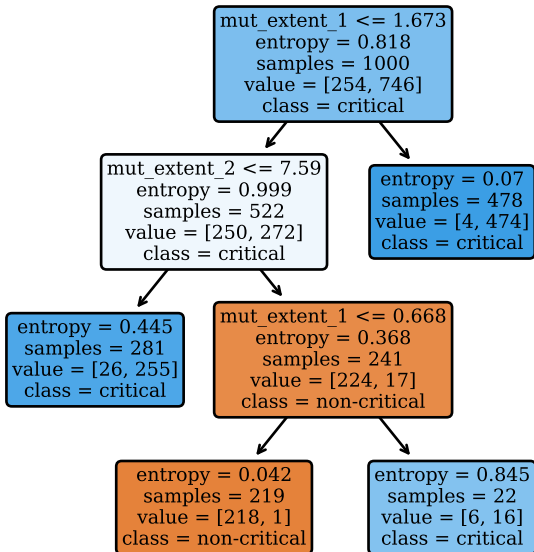 mut_extent_1 <= 1.673
entropy = 0.818
samples = 1000
value = [254, 746]
class = critical
mut_extent_2 <= 7.59
entropy = 0.999
samples = 522
value = [250, 272]
class = critical
entropy = 0.07
samples = 478
value = [4, 474]
class = critical
entropy = 0.445
samples = 281
value = [26, 255]
class = critical
mut_extent_1 <= 0.668
entropy = 0.368
samples = 241
value = [224, 17]
class = non-critical
entropy = 0.042
samples = 219
value = [218, 1]
class = non-critical
entropy = 0.845
samples = 22
value = [6, 16]
class = critical